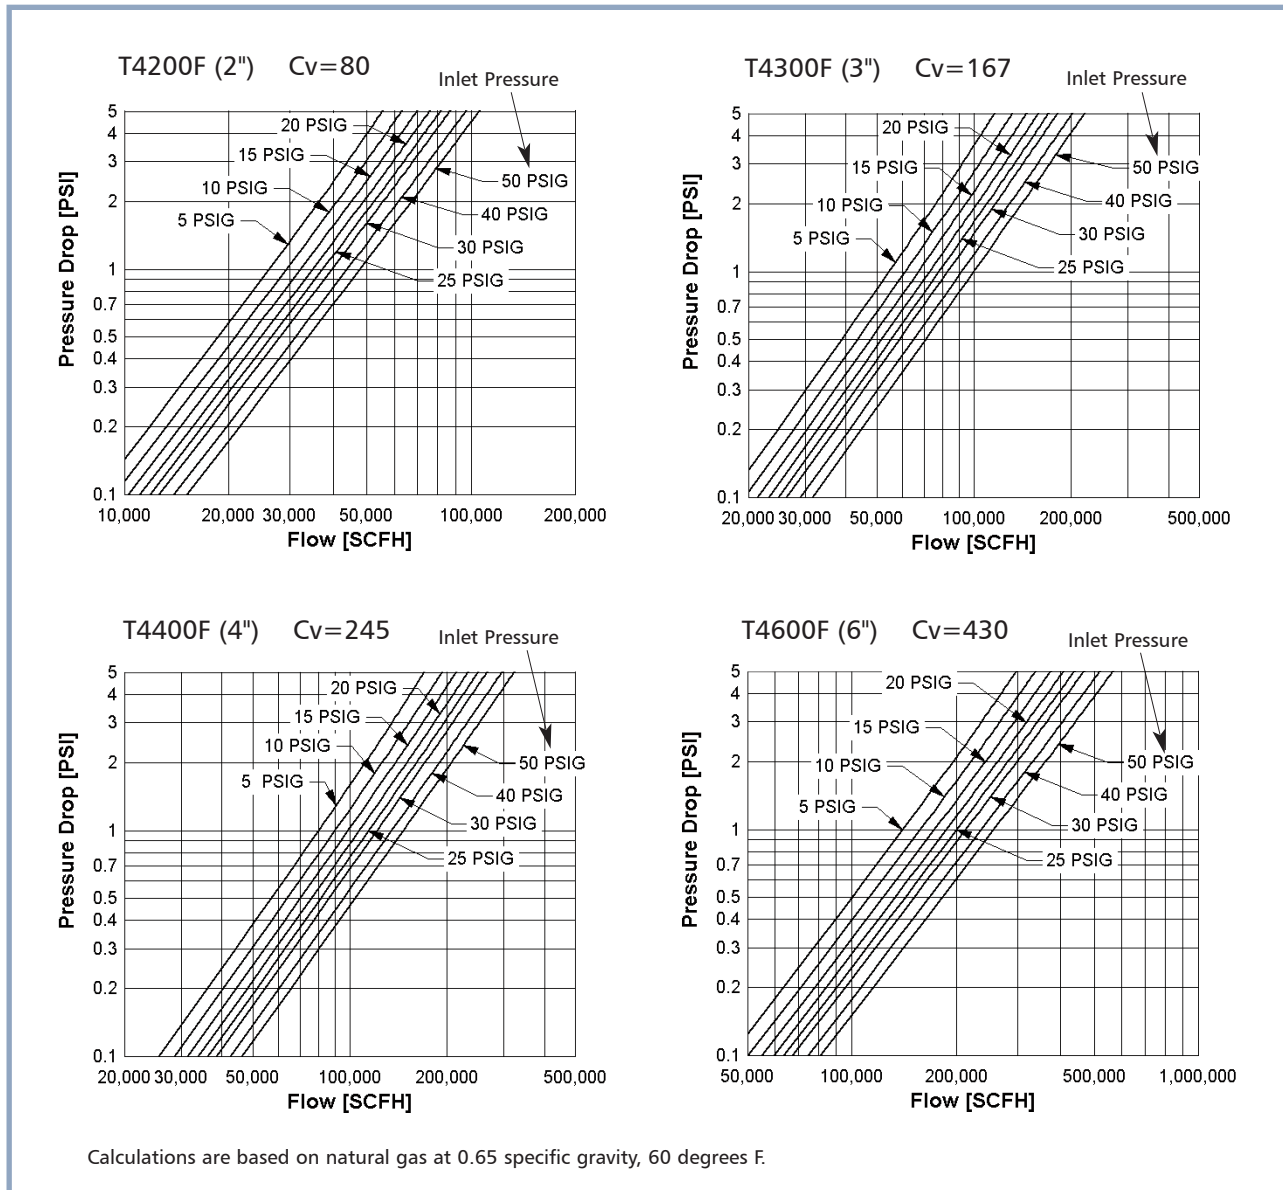 T4200F (2") Cv=80
Inlet Pressure
5
4
3
2
1
0.7
0.5
0.4
0.3
0.2
0.1
Pressure Drop [PSI]
20 PSIG
15 PSIG
10 PSIG
5 PSIG
50 PSIG
40 PSIG
30 PSIG
25 PSIG
10,000 20,000 30,000 50,000 100,000 200,000
Flow [SCFH]
T4300F (3") Cv=167
Inlet Pressure
5
4
3
2
1
0.7
0.5
0.4
0.3
0.2
0.1
Pressure Drop [PSI]
20 PSIG
15 PSIG
10 PSIG
5 PSIG
50 PSIG
40 PSIG
30 PSIG
25 PSIG
20,000 30,000 50,000 100,000 200,000 500,000
Flow [SCFH]
T4400F (4") Cv=245
Inlet Pressure
5
4
3
2
1
0.7
0.5
0.4
0.3
0.2
0.1
Pressure Drop [PSI]
20 PSIG
15 PSIG
10 PSIG
5 PSIG
50 PSIG
40 PSIG
30 PSIG
25 PSIG
20,000 30,000 50,000 100,000 200,000 500,000
Flow [SCFH]
T4600F (6") Cv=430
Inlet Pressure
5
4
3
2
1
0.7
0.5
0.4
0.3
0.2
0.1
Pressure Drop [PSI]
20 PSIG
15 PSIG
10 PSIG
5 PSIG
50 PSIG
40 PSIG
30 PSIG
25 PSIG
50,000 100,000 200,000 500,000 1,000,000
Flow [SCFH]
Calculations are based on natural gas at 0.65 specific gravity, 60 degrees F.